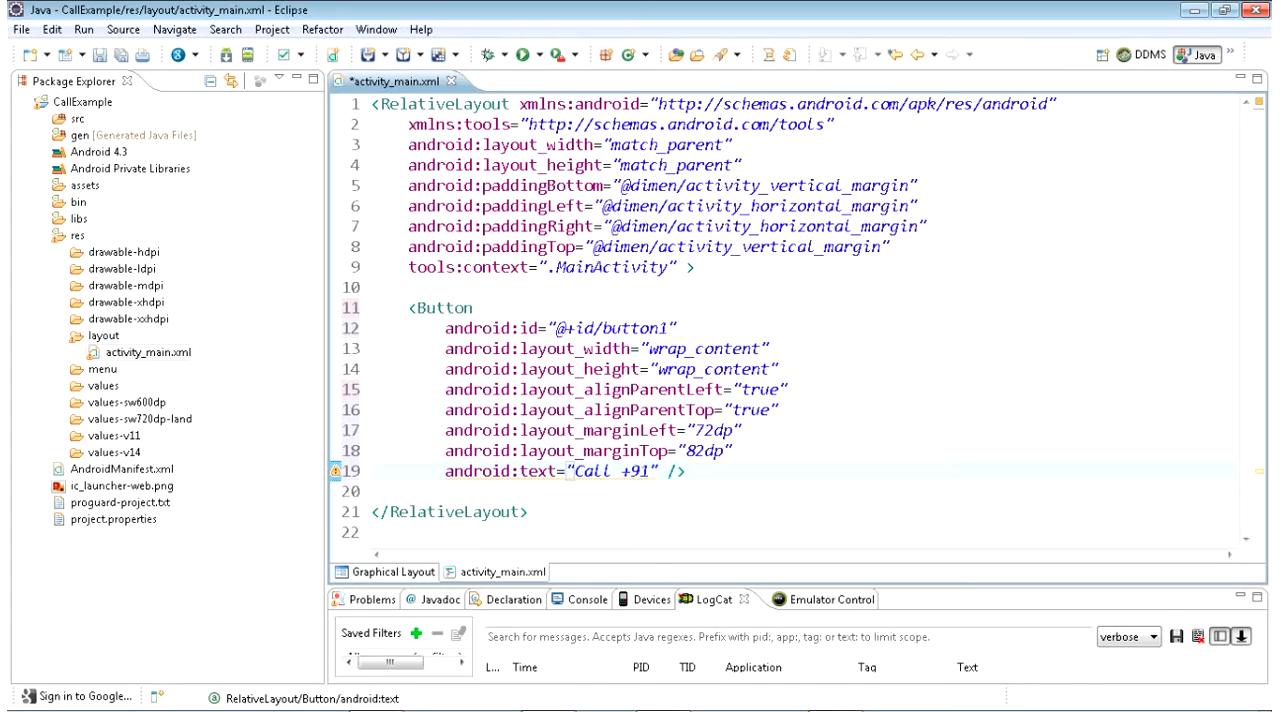 Java - CallExample/res/layout/activity_main.xml - Eclipse
File Edit Run Source Navigate Search Project Refactor Window Help
DDMS Java
Package Explorer
CallExample
src
gen [Generated Java Files]
Android 4.3
Android Private Libraries
assets
bin
libs
res
drawable-hdpi
drawable-ldpi
drawable-mdpi
drawable-xhdpi
drawable-xxhdpi
layout
activity_main.xml
menu
values
values-sw600dp
values-sw720dp-land
values-v11
values-v14
AndroidManifest.xml
ic_launcher-web.png
proguard-project.txt
project.properties
*activity_main.xml
1 <RelativeLayout xmlns:android="http://schemas.android.com/apk/res/android"
2 xmlns:tools="http://schemas.android.com/tools"
3 android:layout_width="match_parent"
4 android:layout_height="match_parent"
5 android:paddingBottom="@dimen/activity_vertical_margin"
6 android:paddingLeft="@dimen/activity_horizontal_margin"
7 android:paddingRight="@dimen/activity_horizontal_margin"
8 android:paddingTop="@dimen/activity_vertical_margin"
9 tools:context=".MainActivity" >
10
11 <Button
12 android:id="@+id/button1"
13 android:layout_width="wrap_content"
14 android:layout_height="wrap_content"
15 android:layout_alignParentLeft="true"
16 android:layout_alignParentTop="true"
17 android:layout_marginLeft="72dp"
18 android:layout_marginTop="82dp"
19 android:text="Call +91" />
20
21 </RelativeLayout>
22
Graphical Layout activity_main.xml
Problems @ Javadoc Declaration Console Devices LogCat Emulator Control
Saved Filters
Search for messages. Accepts Java regexes. Prefix with pid:, app:, tag: or text: to limit scope.
verbose
L... Time PID TID Application Tag Text
Sign in to Google...
RelativeLayout/Button/android:text